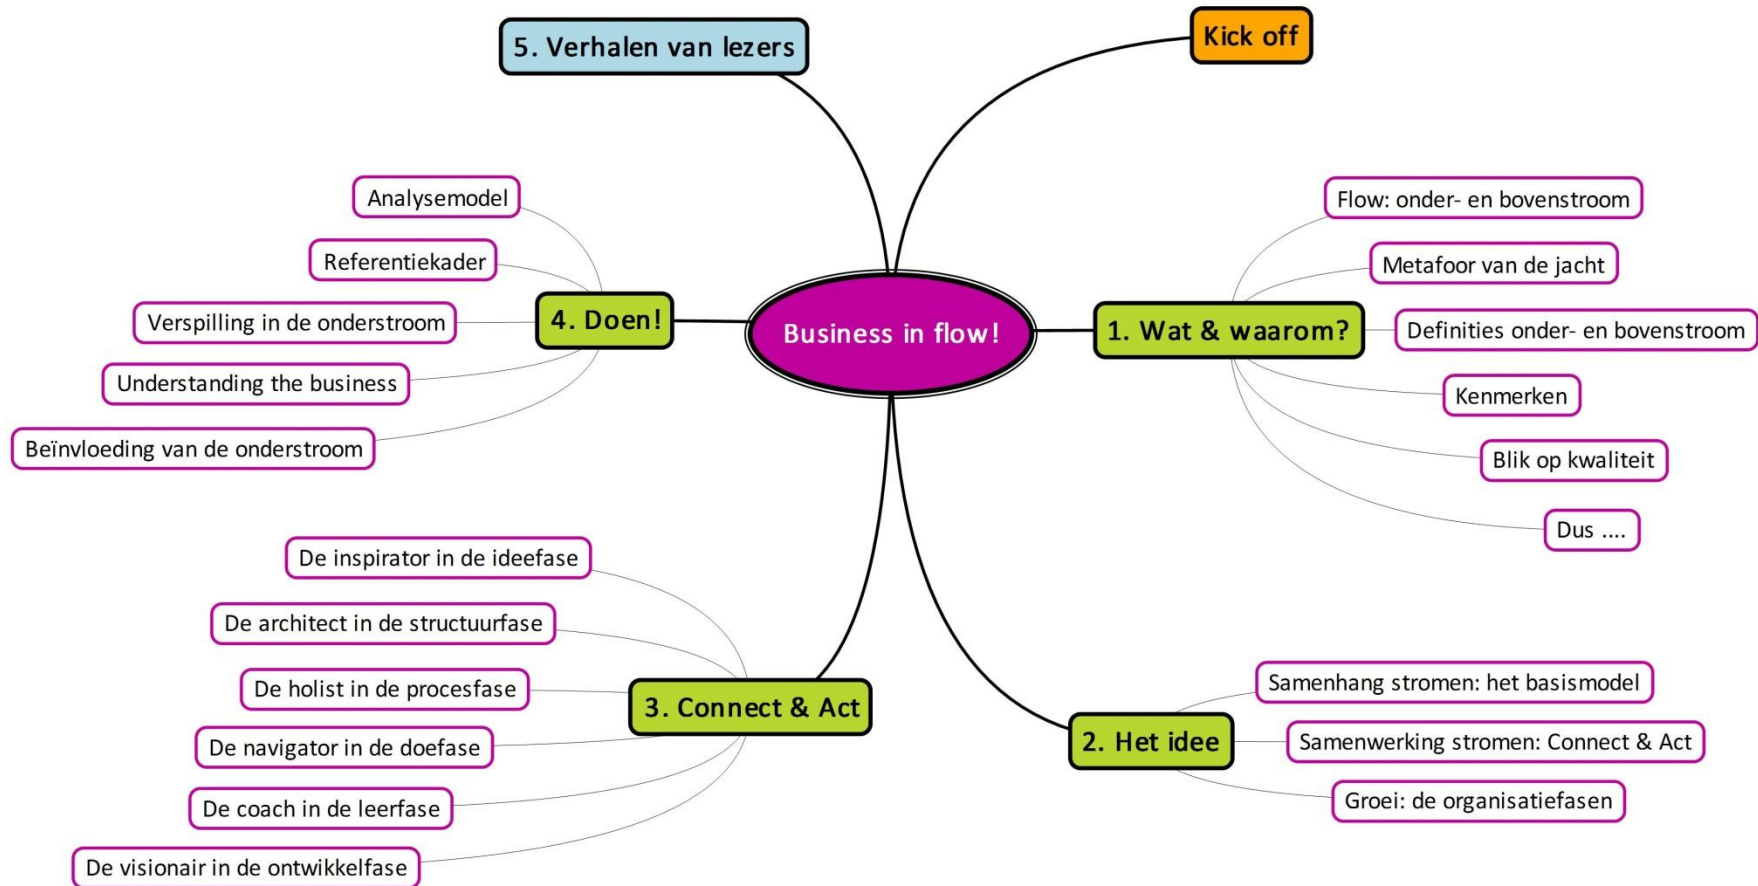 Business in flow!
Kick off
1. Wat & waarom?
Flow: onder- en bovenstroom
Metafoor van de jacht
Definities onder- en bovenstroom
Kenmerken
Blik op kwaliteit
Dus ....
2. Het idee
Samenhang stromen: het basismodel
Samenwerking stromen: Connect & Act
Groei: de organisatiefasen
3. Connect & Act
De inspirator in de ideefase
De architect in de structuurfase
De holist in de procesfase
De navigator in de doefase
De coach in de leerfase
De visionair in de ontwikkelfase
4. Doen!
Analysemodel
Referentiekader
Verspilling in de onderstroom
Understanding the business
Beïnvloeding van de onderstroom
5. Verhalen van lezers